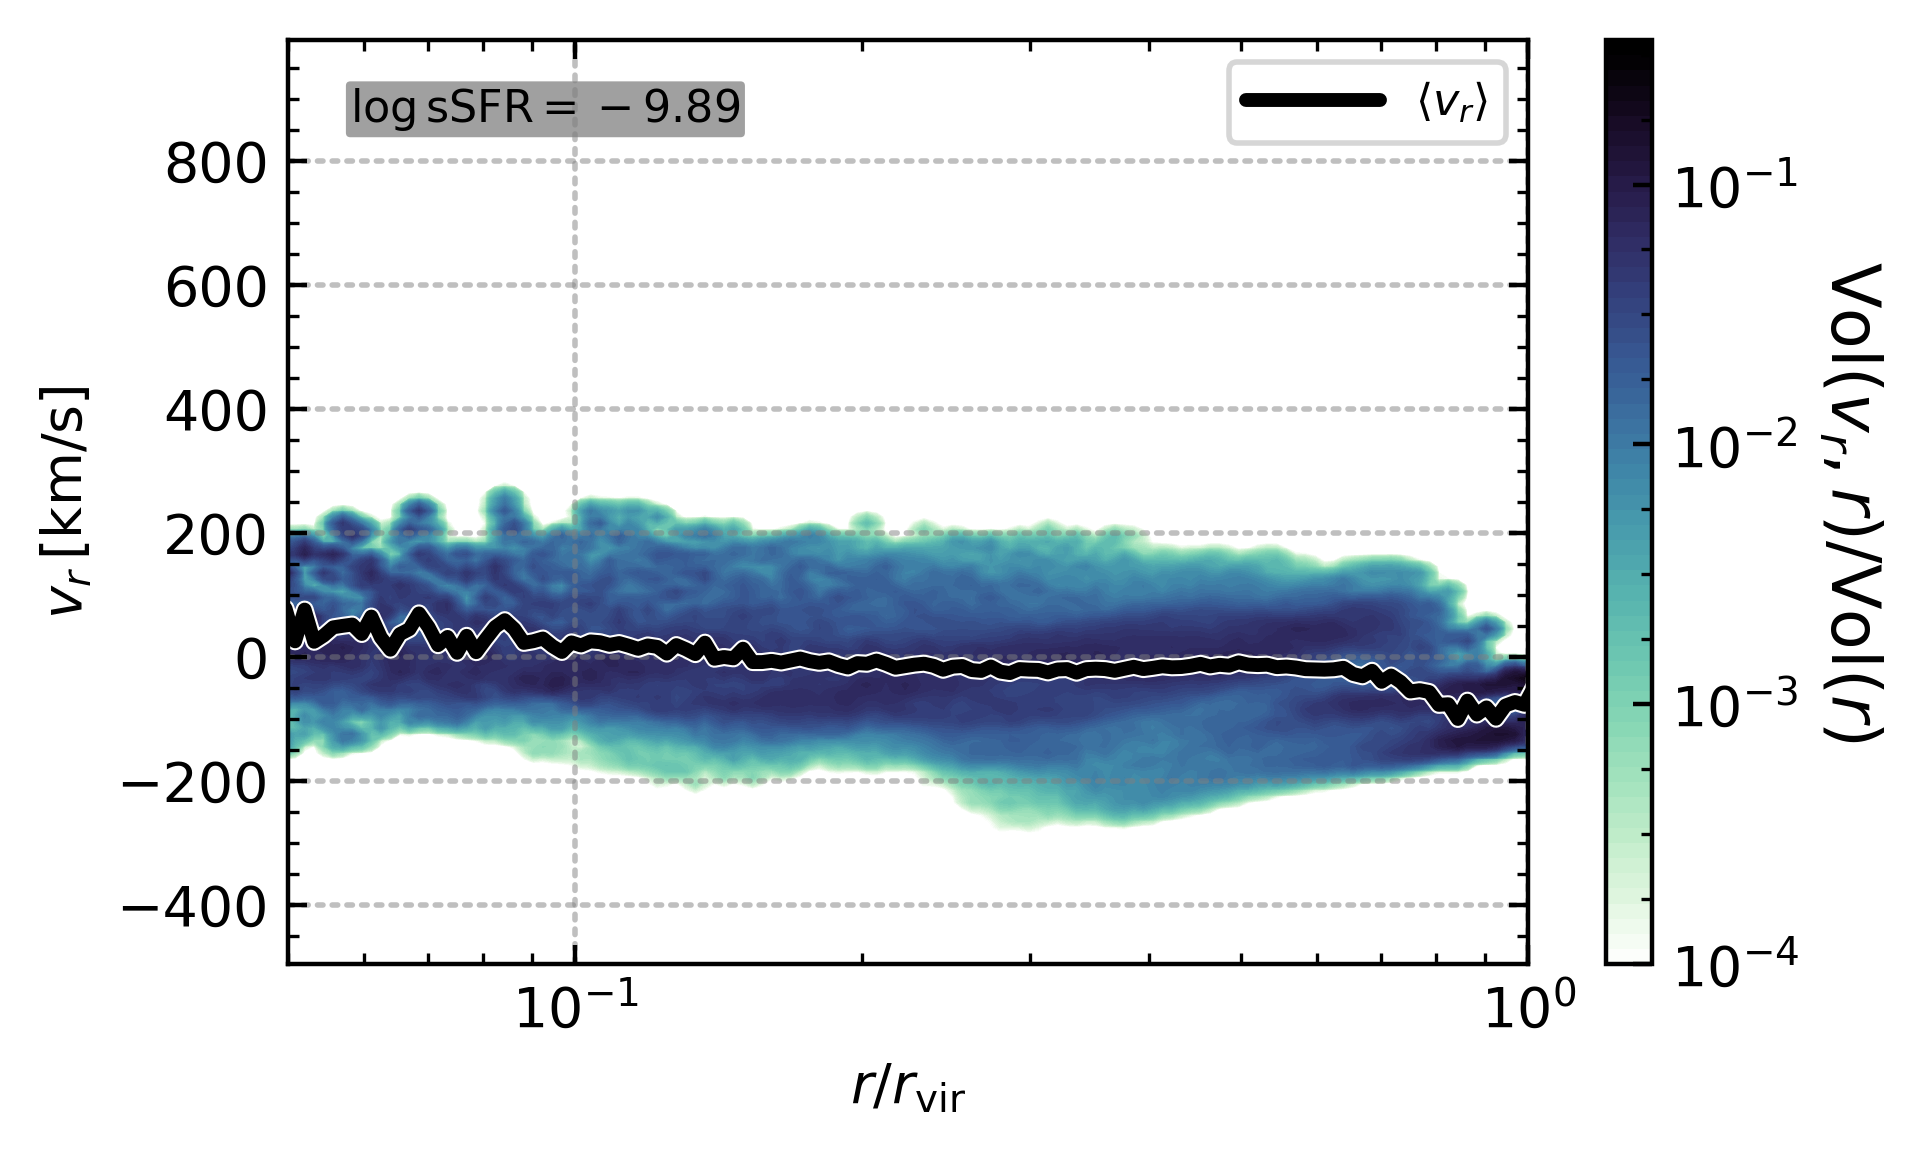 log sSFR = −9.89
⟨v_r⟩
800
600
400
200
0
−200
−400
v_r [km/s]
10^−1
10^0
r/r_vir
10^−1
10^−2
10^−3
10^−4
Vol(v_r, r)/Vol(r)